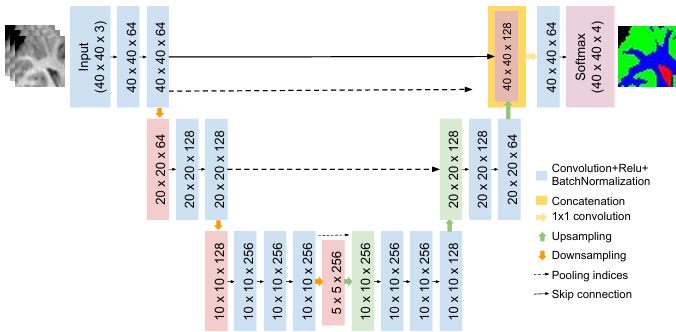 Input
(40 x 40 x 3)
40 x 40 x 64
40 x 40 x 64
40 x 40 x 128
40 x 40 x 64
Softmax
(40 x 40 x 4)
20 x 20 x 64
20 x 20 x 128
20 x 20 x 128
20 x 20 x 128
20 x 20 x 128
20 x 20 x 64
10 x 10 x 128
10 x 10 x 256
10 x 10 x 256
10 x 10 x 256
5 x 5 x 256
10 x 10 x 256
10 x 10 x 256
10 x 10 x 256
10 x 10 x 128
Convolution+Relu+
BatchNormalization
Concatenation
1x1 convolution
Upsampling
Downsampling
Pooling indices
Skip connection